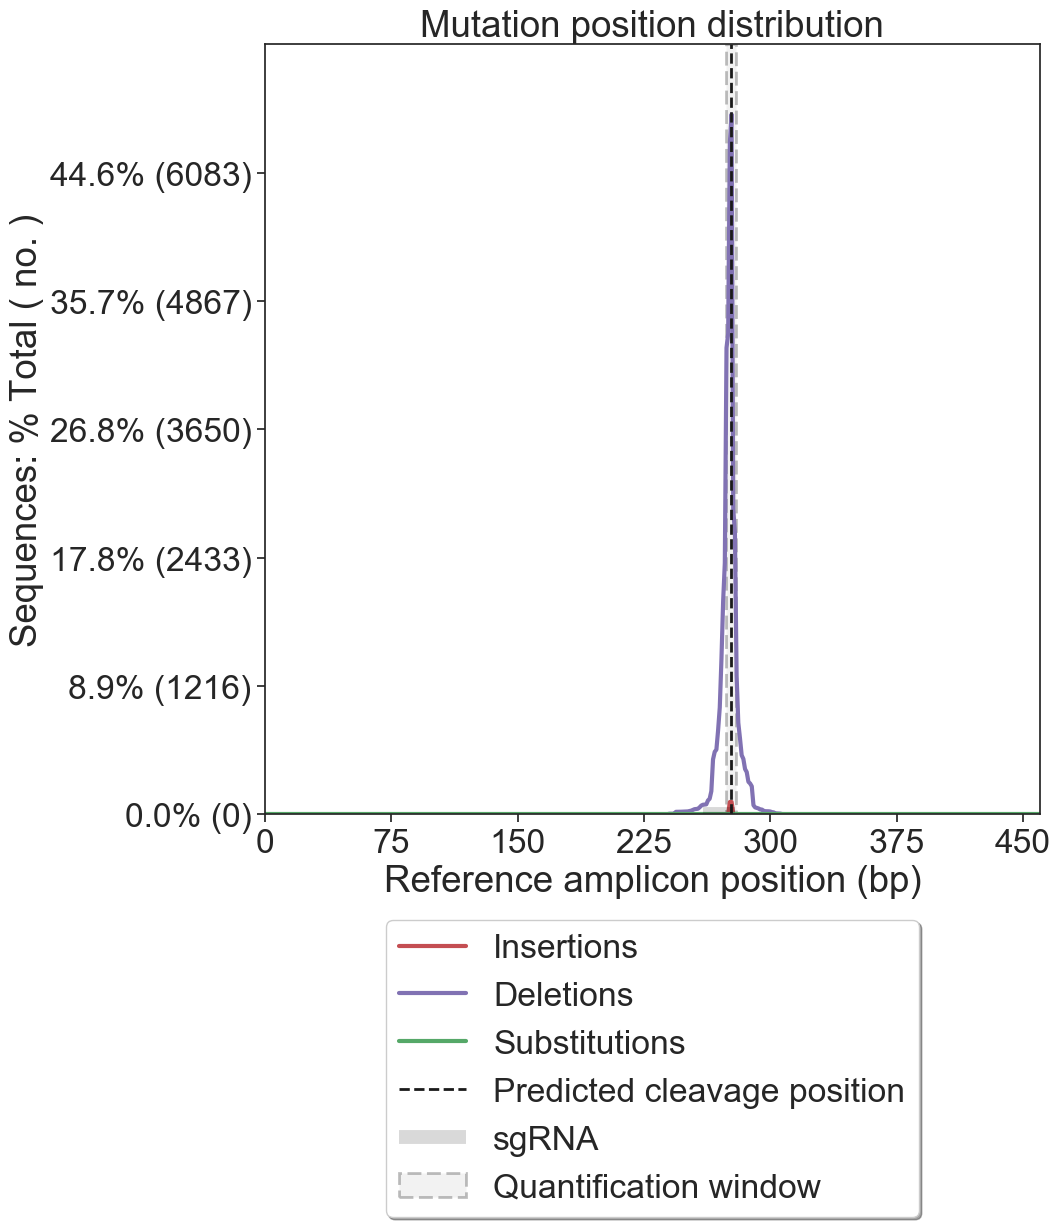 Mutation position distribution
Sequences: % Total ( no. )
44.6% (6083)
35.7% (4867)
26.8% (3650)
17.8% (2433)
8.9% (1216)
0.0% (0)
0 75 150 225 300 375 450
Reference amplicon position (bp)
Insertions
Deletions
Substitutions
Predicted cleavage position
sgRNA
Quantification window